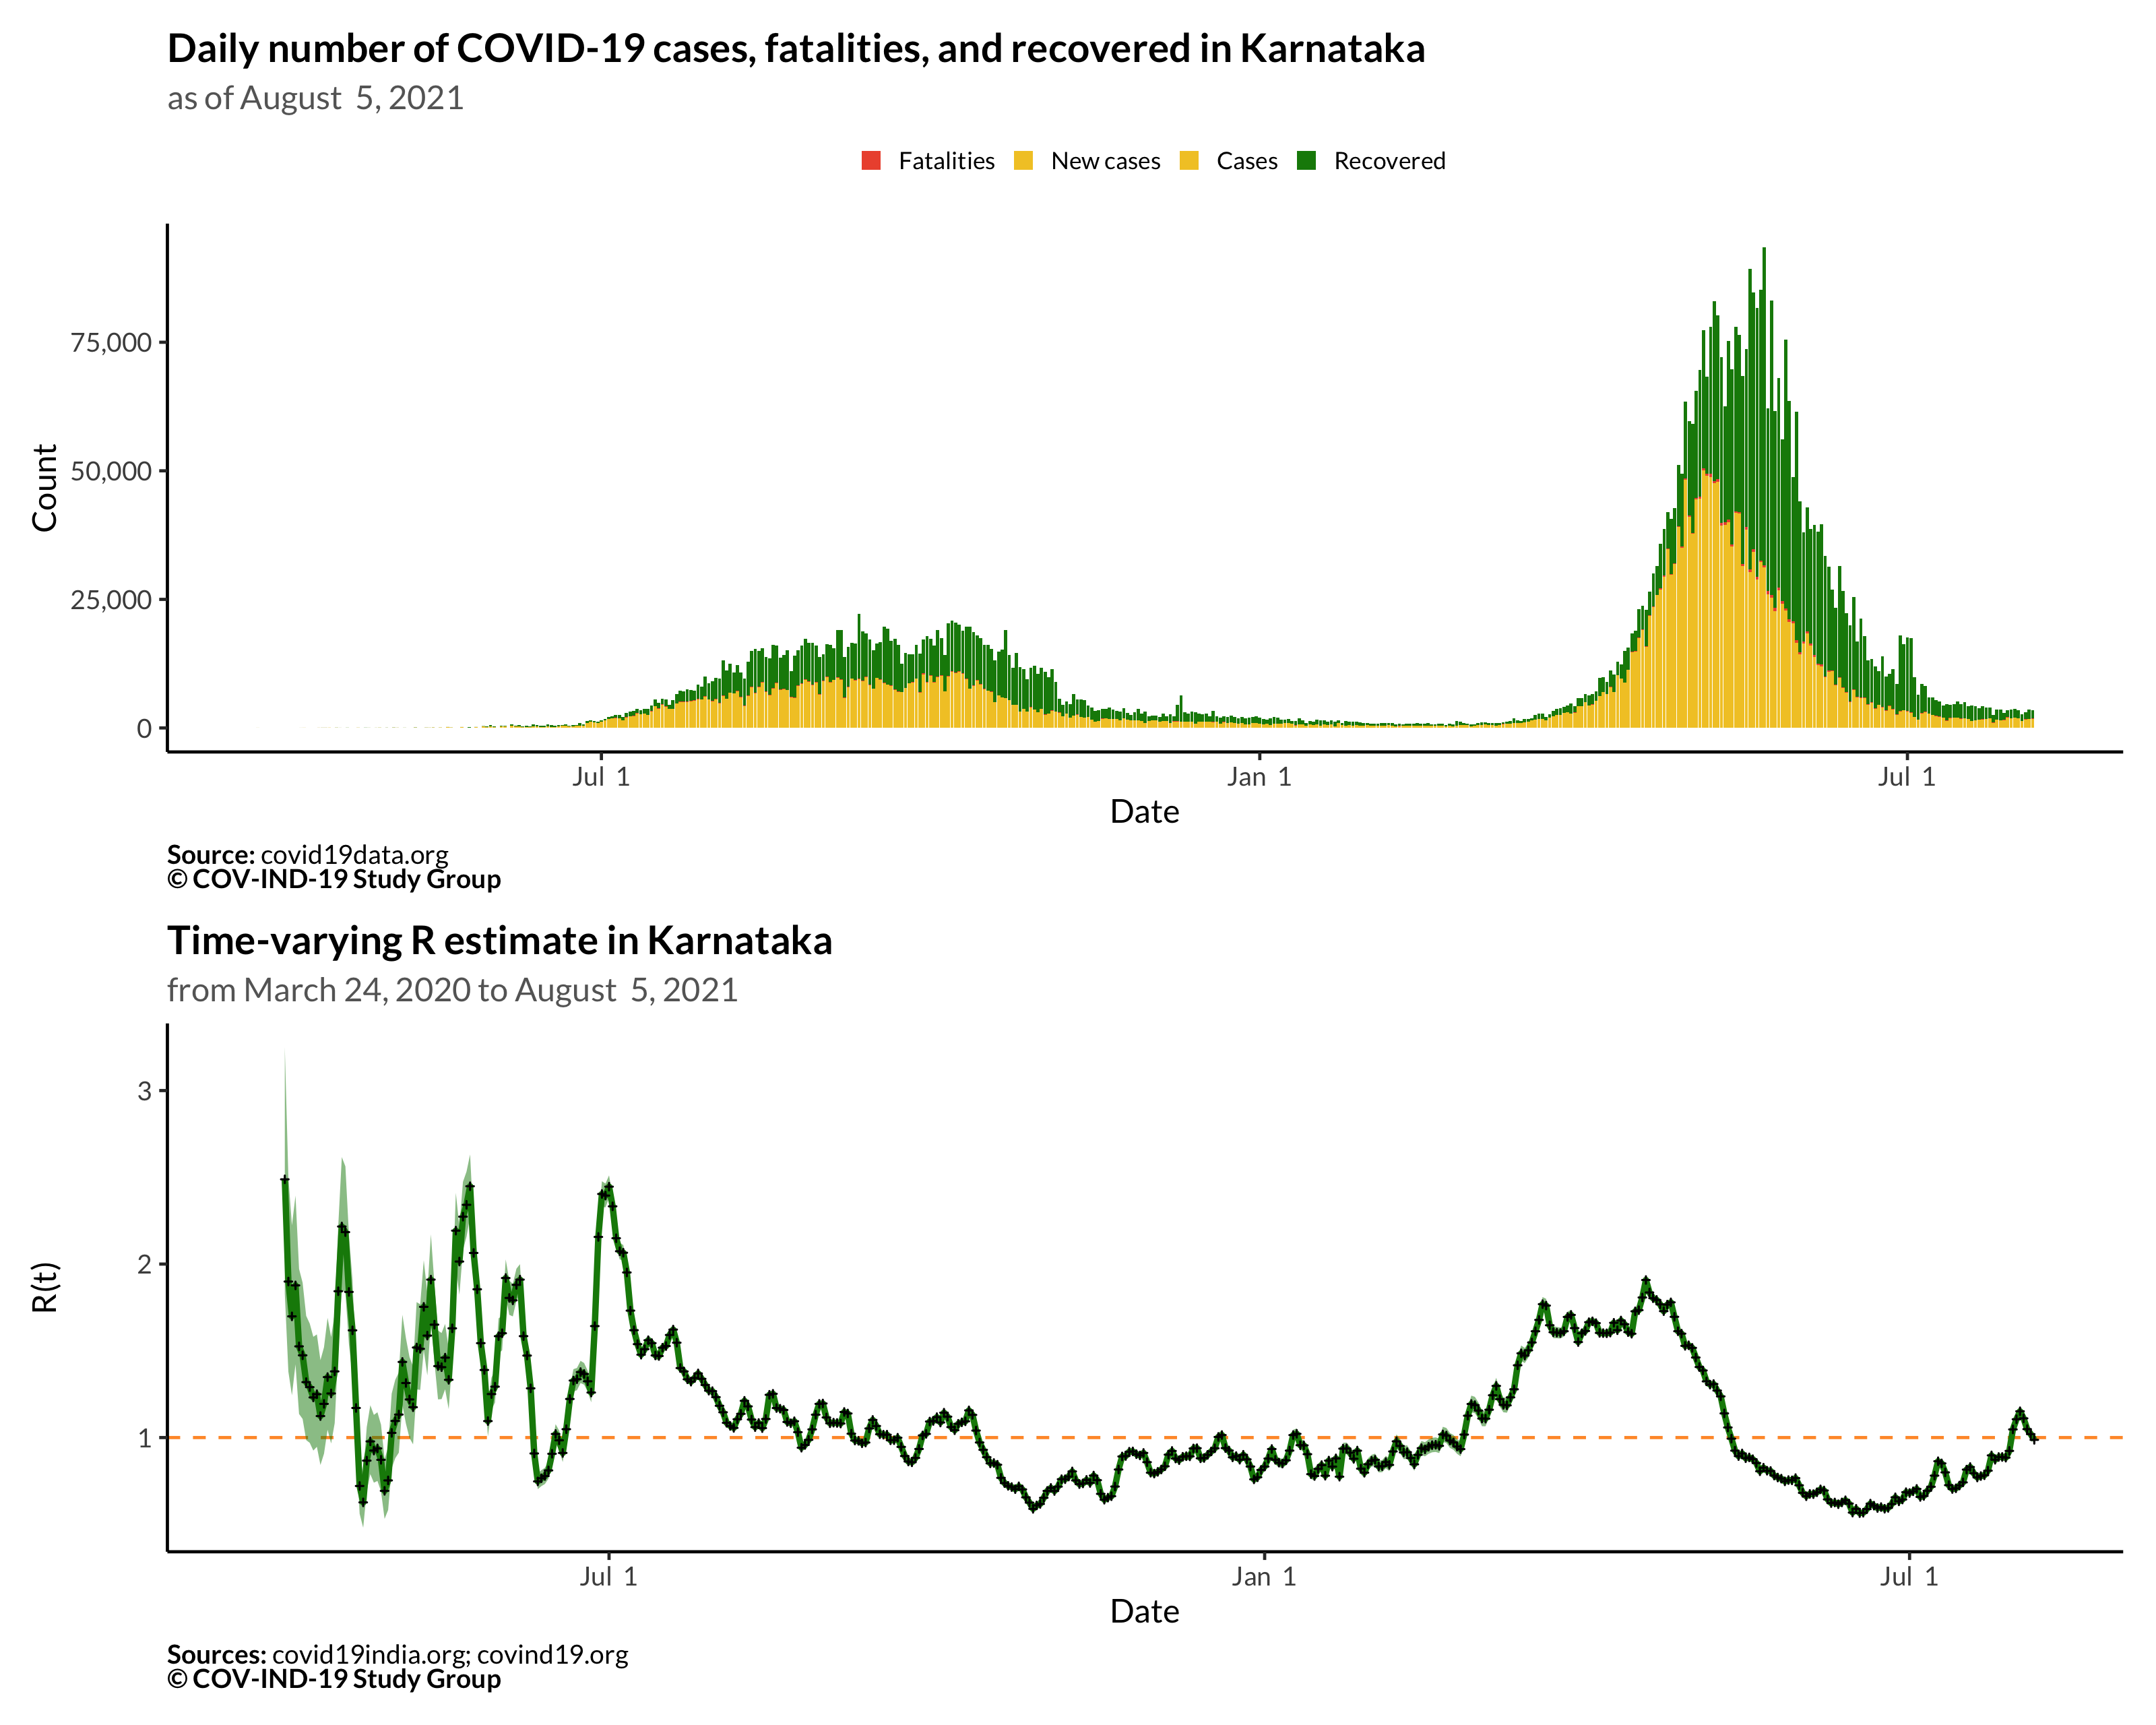 Daily number of COVID-19 cases, fatalities, and recovered in Karnataka
as of August  5, 2021
Fatalities New cases Cases Recovered
75,000
50,000
25,000
0
Count
Jul  1 Jan  1 Jul  1
Date
Source: covid19data.org
© COV-IND-19 Study Group
Time-varying R estimate in Karnataka
from March 24, 2020 to August  5, 2021
3
2
1
R(t)
Jul  1 Jan  1 Jul  1
Date
Sources: covid19india.org; covind19.org
© COV-IND-19 Study Group